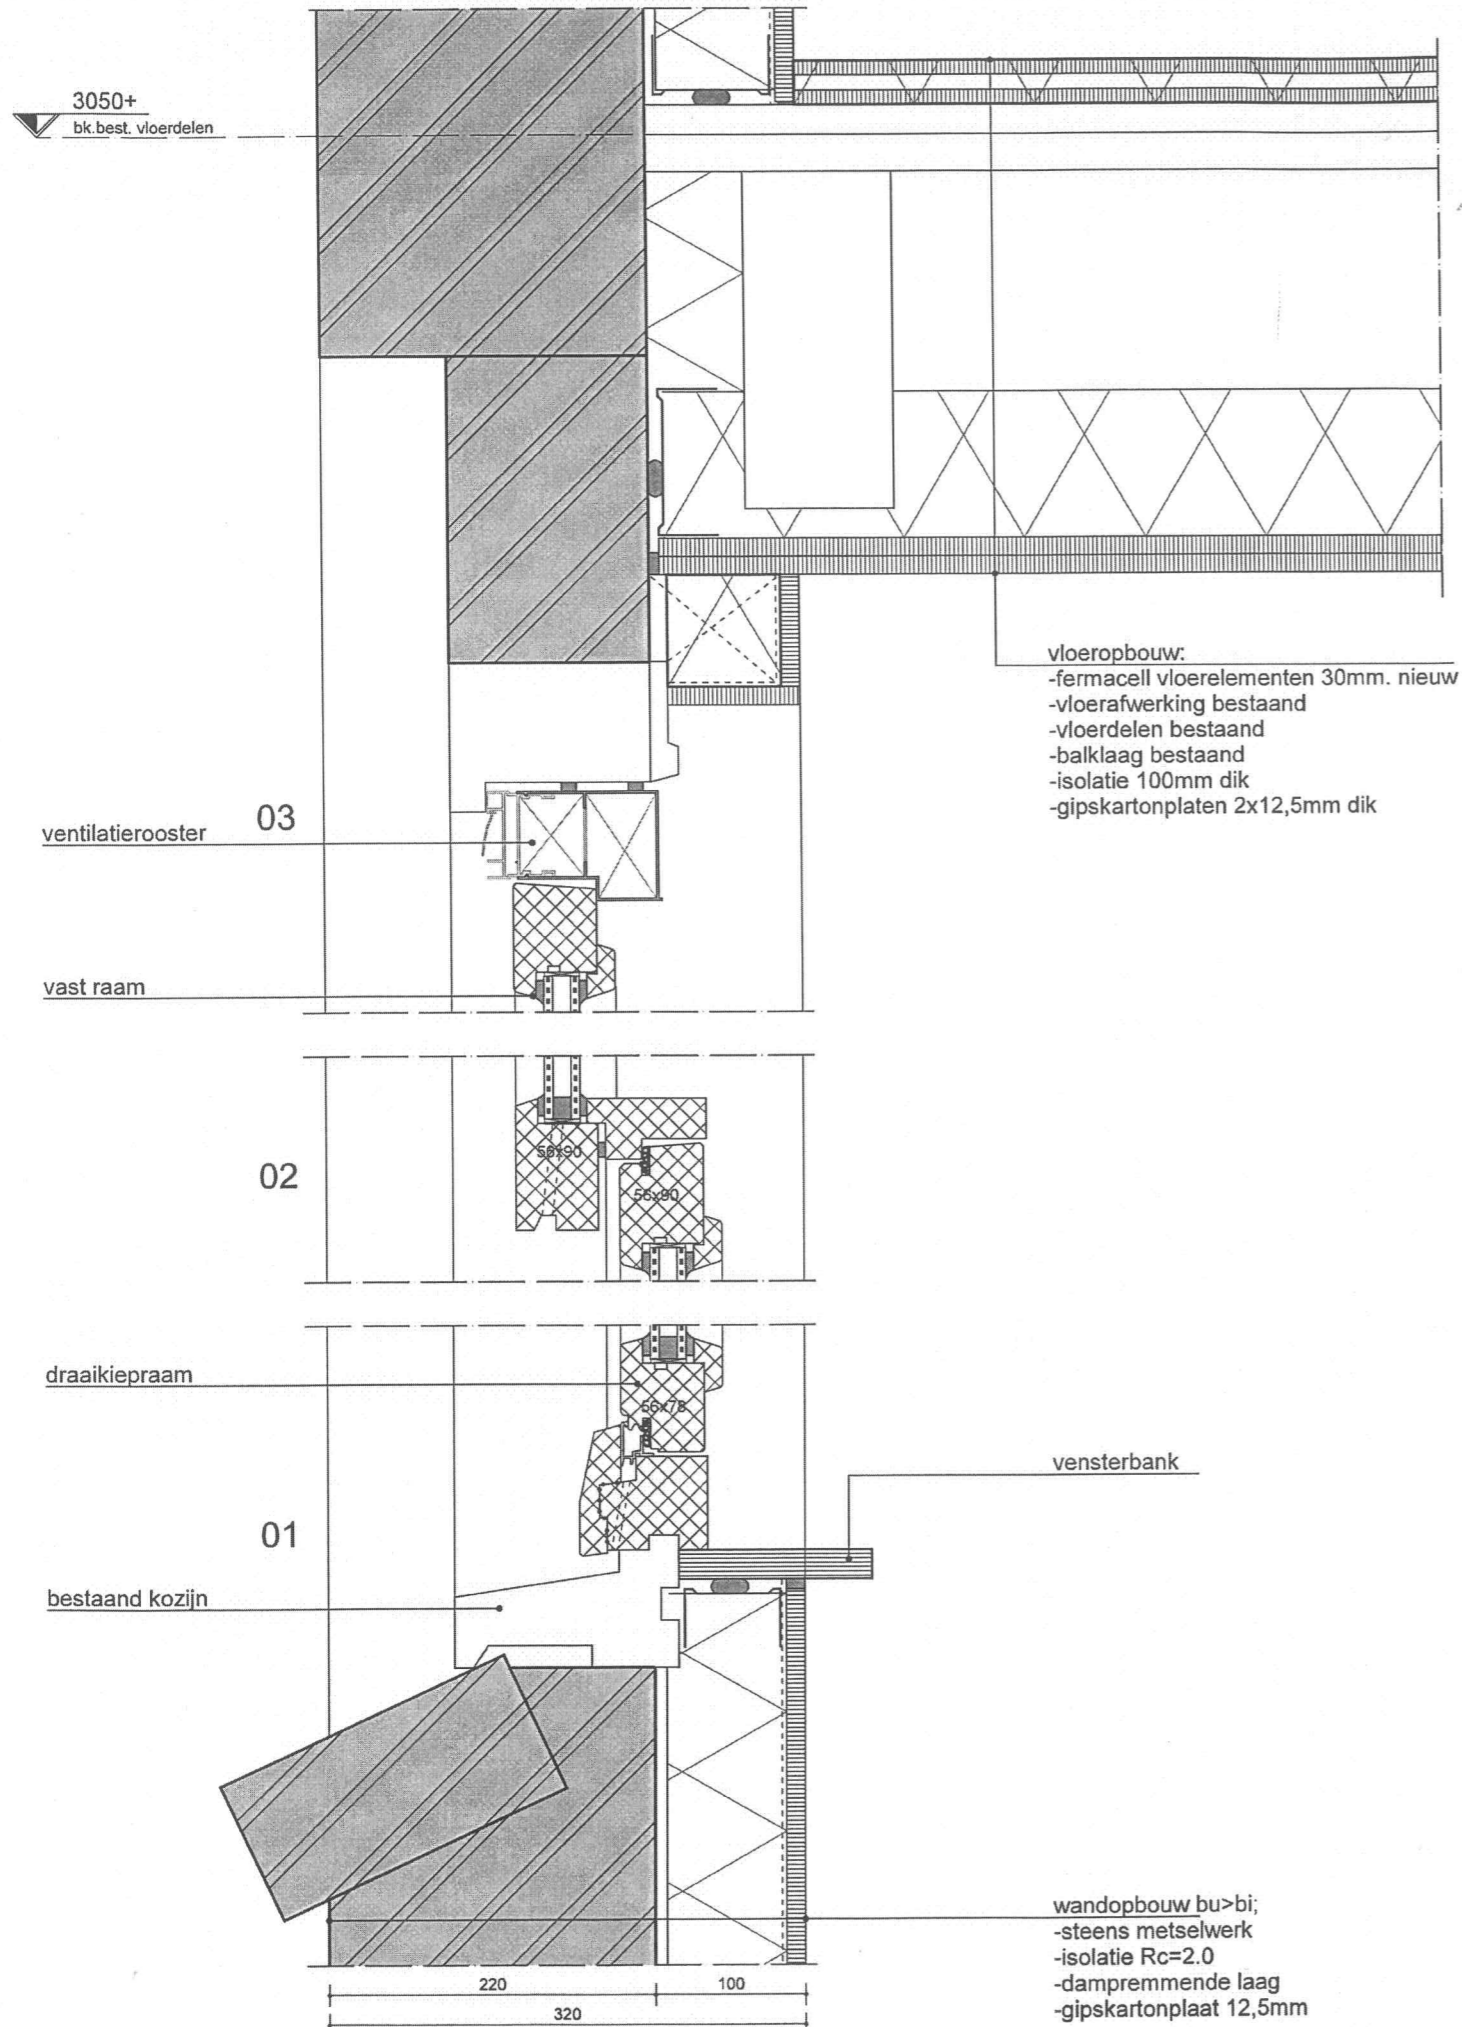 3050+
bk.best. vloerdelen
vloeropbouw:
-fermacell vloerelementen 30mm. nieuw
-vloerafwerking bestaand
-vloerdelen bestaand
-balklaag bestaand
-isolatie 100mm dik
-gipskartonplaten 2x12,5mm dik
03
ventilatierooster
vast raam
56x90
02
56x90
draaikiepraam
56x78
vensterbank
01
bestaand kozijn
wandopbouw bu>bi;
-steens metselwerk
-isolatie Rc=2.0
-dampremmende laag
-gipskartonplaat 12,5mm
220
100
320